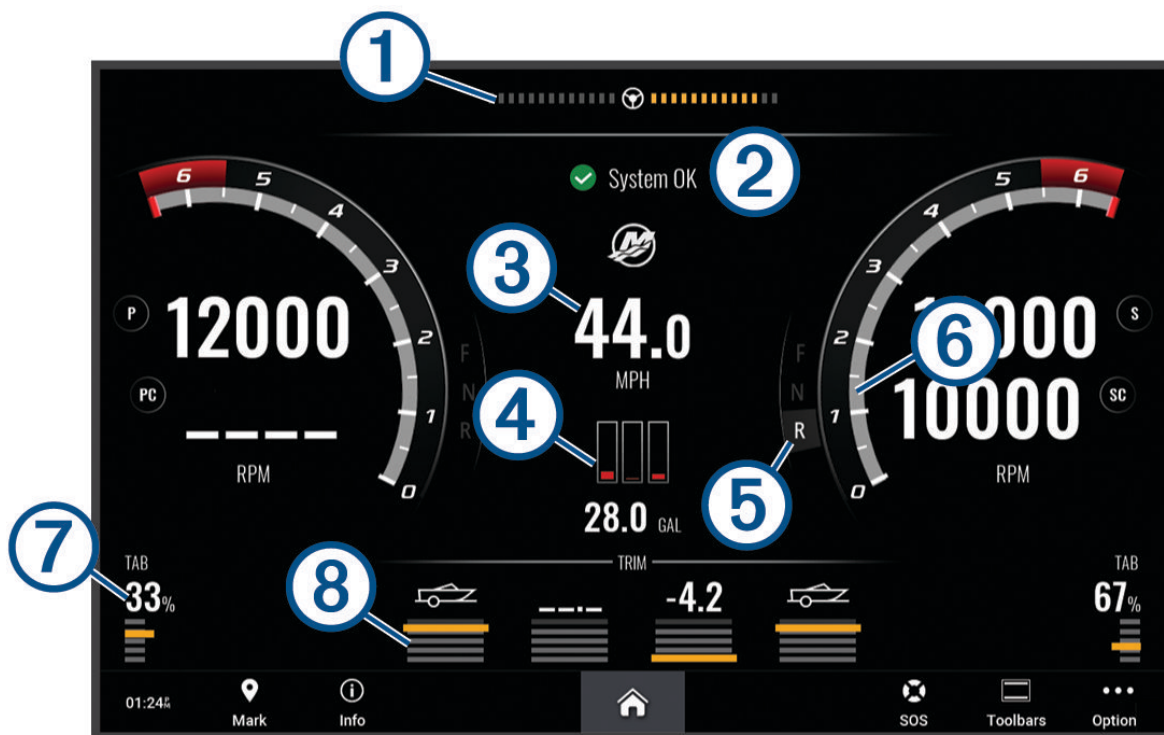 1
2
System OK
3
44.0
MPH
4
28.0 GAL
P
12000
PC
----
RPM
6
5
4
3
2
1
0
F
N
R
F
N
R
5
6
5
4
3
2
1
0
6
S
10000
SC
RPM
7
TAB
33%
8
TRIM
--.-
-4.2
TAB
67%
01:24PM
Mark
Info
SOS
Toolbars
Option